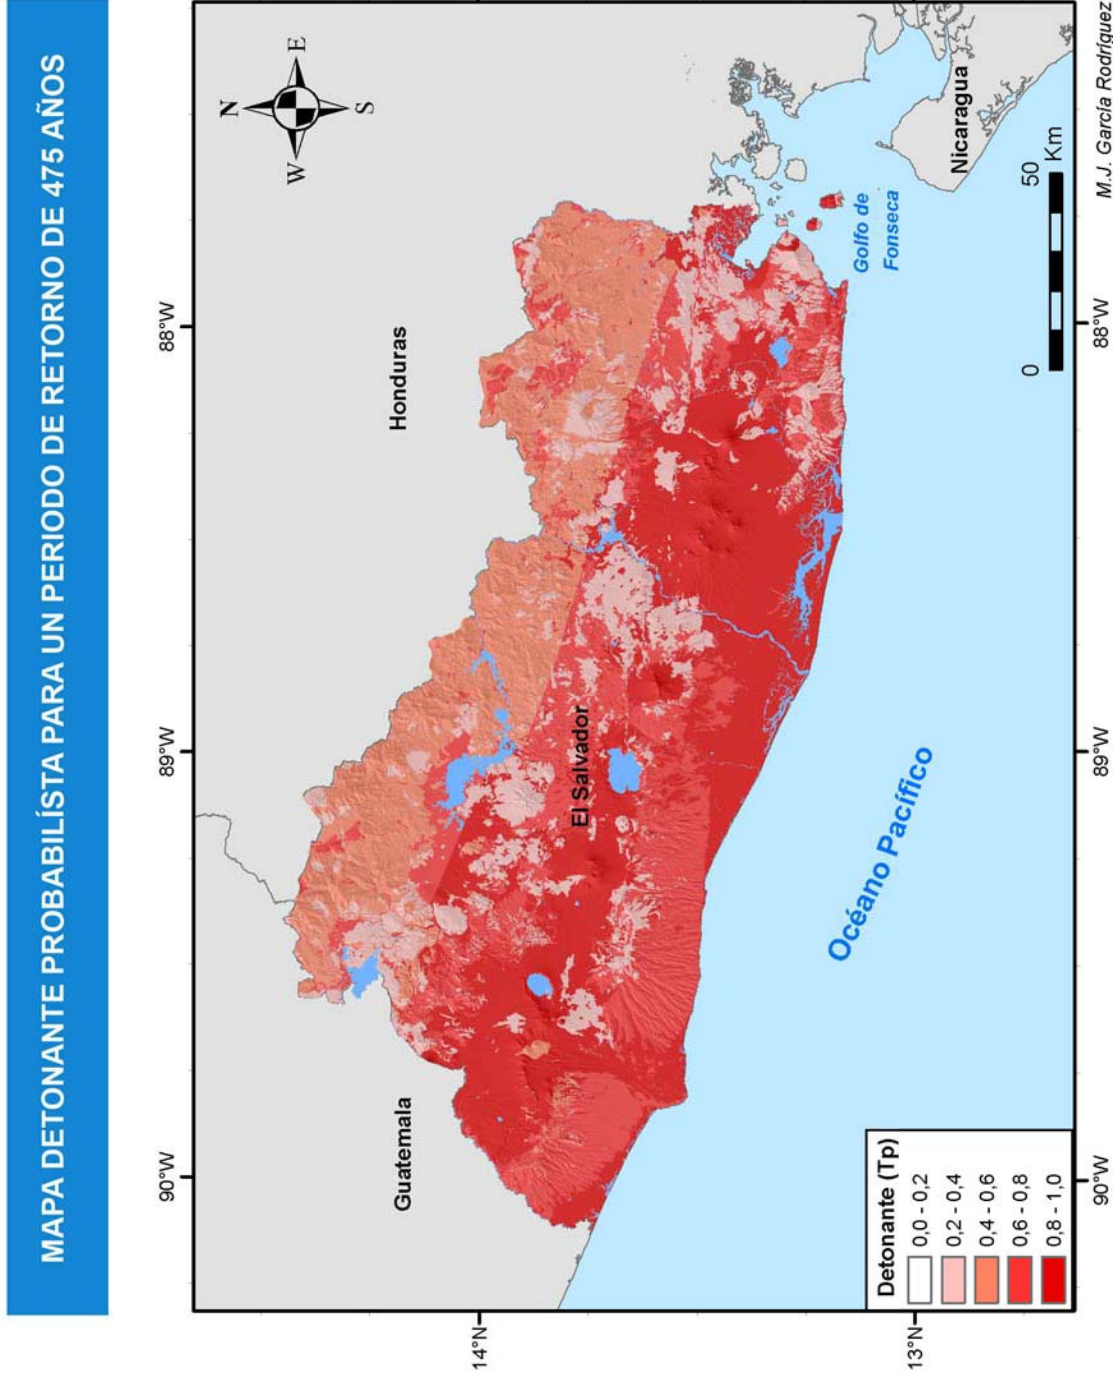 MAPA DETONANTE PROBABILÍSTA PARA UN PERIODO DE RETORNO DE 475 AÑOS
90°W
89°W
88°W
N
W
E
S
Guatemala
Honduras
14°N
El Salvador
Golfo de
Fonseca
Nicaragua
Océano Pacífico
13°N
Detonante (Tp)
0,0 - 0,2
0,2 - 0,4
0,4 - 0,6
0,6 - 0,8
0,8 - 1,0
0
50
Km
90°W
89°W
88°W
M.J. García Rodríguez